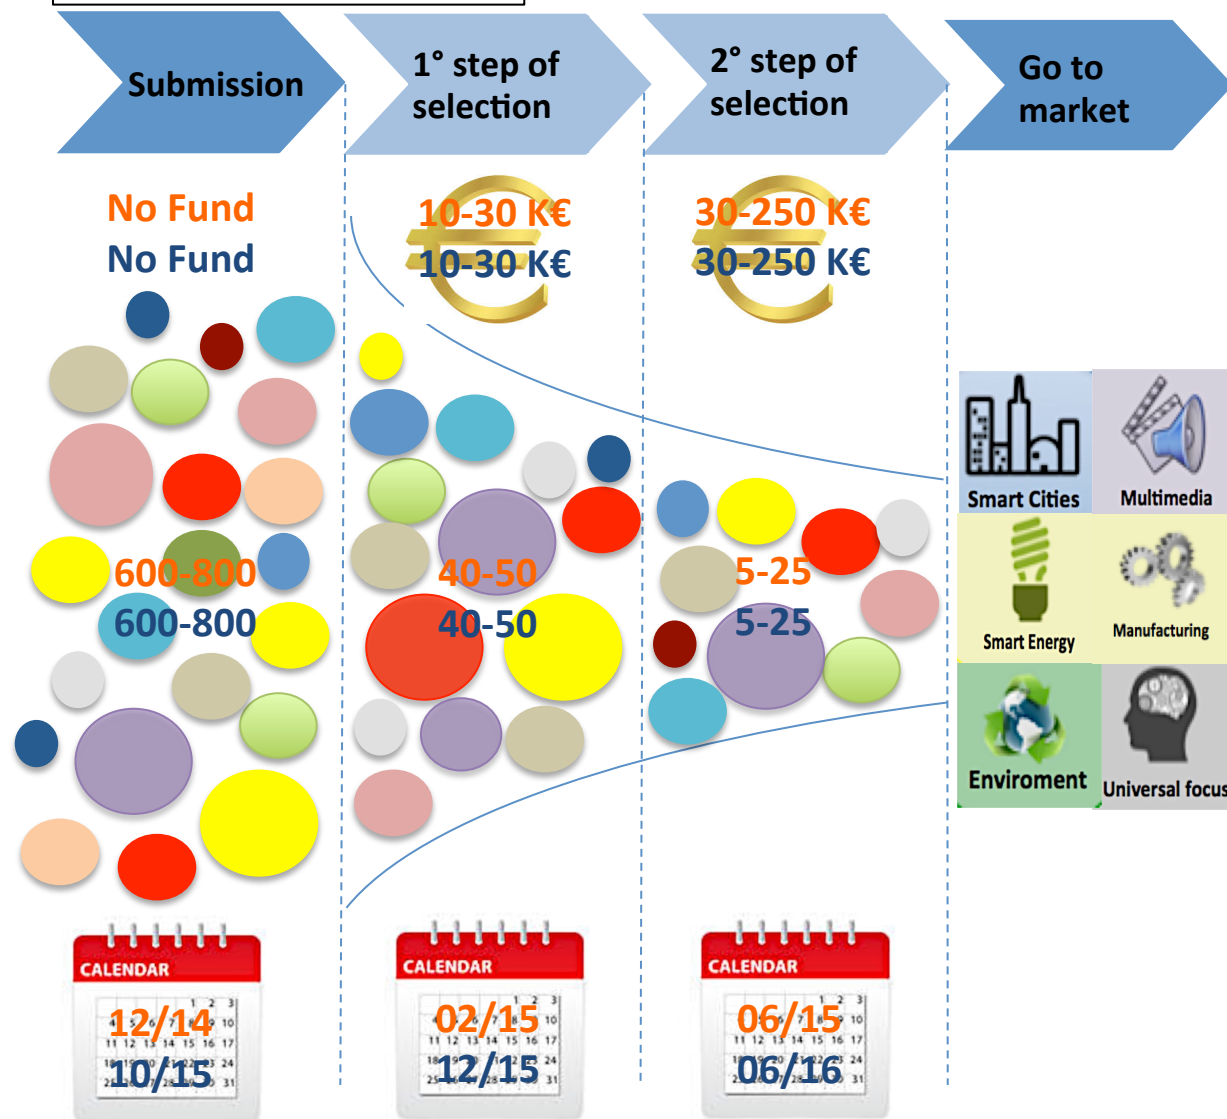 Submission
1° step of
selection
2° step of
selection
Go to
market
No Fund
No Fund
10-30 K€
10-30 K€
30-250 K€
30-250 K€
600-800
600-800
40-50
40-50
5-25
5-25
Smart Cities
Multimedia
Smart Energy
Manufacturing
Enviroment
Universal focus
CALENDAR
12/14
10/15
CALENDAR
02/15
12/15
CALENDAR
06/15
06/16